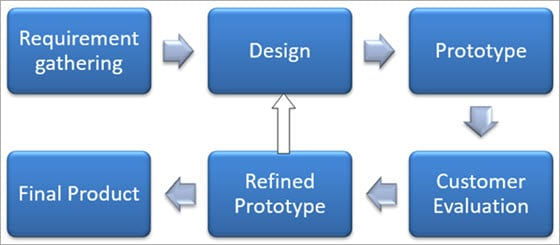 Requirement
gathering
Design
Prototype
Final Product
Refined
Prototype
Customer
Evaluation